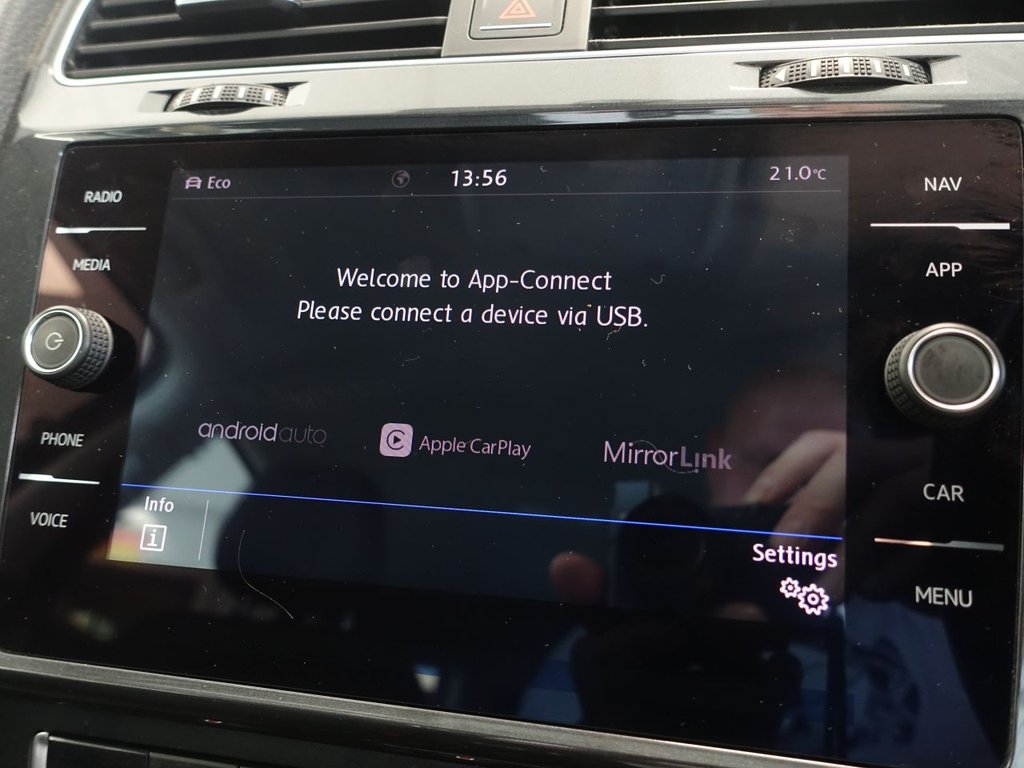 RADIO
MEDIA
PHONE
VOICE
Eco
13:56
21.0°C
Welcome to App-Connect
Please connect a device via USB.
androidauto
Apple CarPlay
MirrorLink
Info
i
Settings
NAV
APP
CAR
MENU